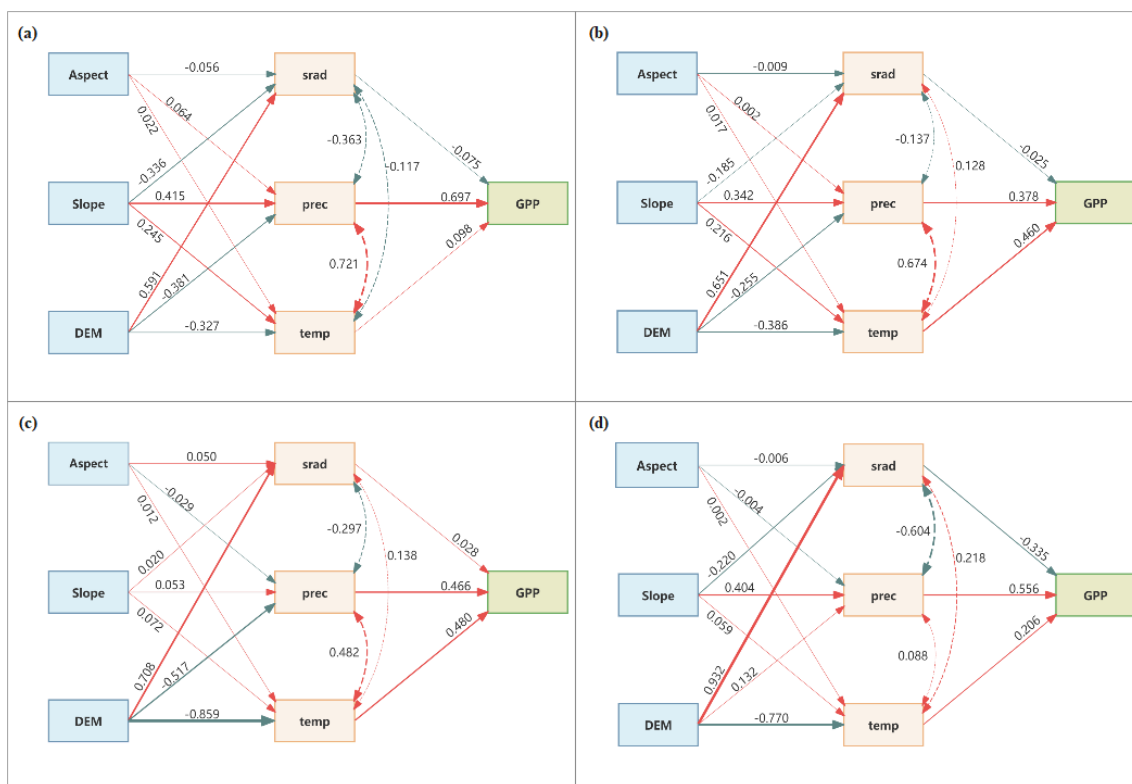 (a)
Aspect
-0.056
srad
0.064
0.022
-0.336
-0.363
-0.117
-0.075
Slope
0.415
prec
0.697
GPP
0.245
0.098
0.591
-0.381
0.721
DEM
-0.327
temp
(b)
Aspect
-0.009
srad
0.002
0.017
-0.185
-0.137
0.128
-0.025
Slope
0.342
prec
0.378
GPP
0.216
0.460
0.651
-0.255
0.674
DEM
-0.386
temp
(c)
Aspect
0.050
srad
-0.029
0.012
0.020
-0.297
0.138
0.028
Slope
0.053
prec
0.466
GPP
0.072
0.480
0.708
-0.517
0.482
DEM
-0.859
temp
(d)
Aspect
-0.006
srad
-0.004
0.002
-0.220
-0.604
0.218
-0.335
Slope
0.404
prec
0.556
GPP
0.059
0.206
0.932
0.132
0.088
DEM
-0.770
temp